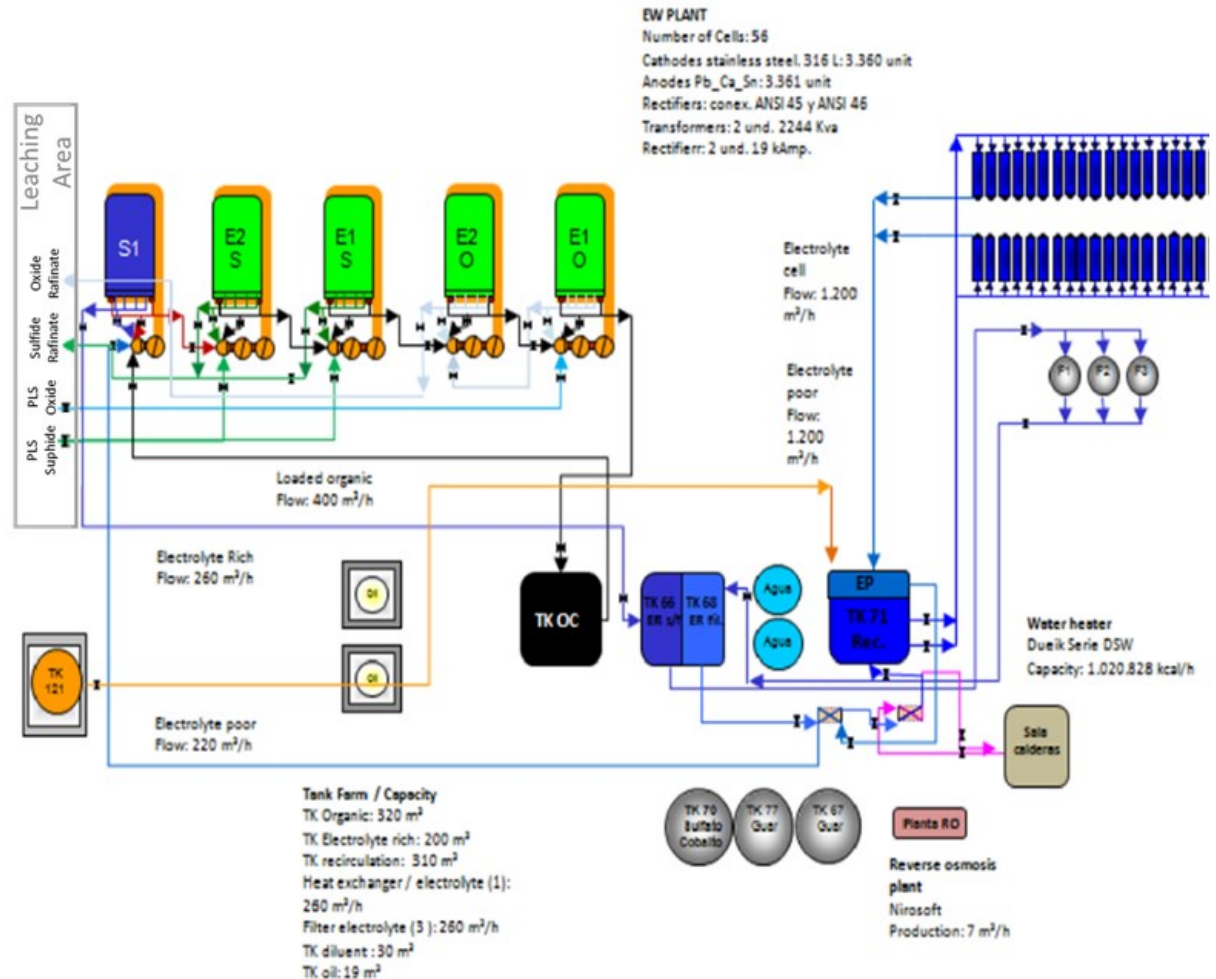 EW PLANT
Number of Cells: 56
Cathodes stainless steel. 316 L: 3.360 unit
Anodes Pb_Ca_Sn: 3.361 unit
Rectifiers: conex. ANSI 45 y ANSI 46
Transformers: 2 und. 2244 Kva
Rectifierr: 2 und. 19 kAmp.
Leaching
Area
S1
E2
S
E1
S
E2
O
E1
O
Oxide
Rafinate
Sulfide
Rafinate
PLS
Oxide
PLS
Suphide
Electrolyte
cell
Flow: 1.200
m³/h
Electrolyte
poor
Flow:
1.200
m³/h
F1
F2
F3
Loaded organic
Flow: 400 m³/h
Electrolyte Rich
Flow: 260 m³/h
TK OC
TK 66
ER s/f
TK 68
ER fil.
Agua
Agua
EP
TK 71
Rec.
Water heater
Dueik Serie DSW
Capacity: 1.020.828 kcal/h
TK
121
Electrolyte poor
Flow: 220 m³/h
Sala
calderas
Tank Farm / Capacity
TK Organic: 320 m³
TK Electrolyte rich: 200 m³
TK recirculation: 310 m³
Heat exchanger / electrolyte (1):
260 m³/h
Filter electrolyte (3 ): 260 m³/h
TK diluent : 30 m³
TK oil: 19 m³
TK 70
Sulfato
Cobalto
TK 77
Guar
TK 67
Guar
Planta RO
Reverse osmosis
plant
Nirosoft
Production: 7 m³/h